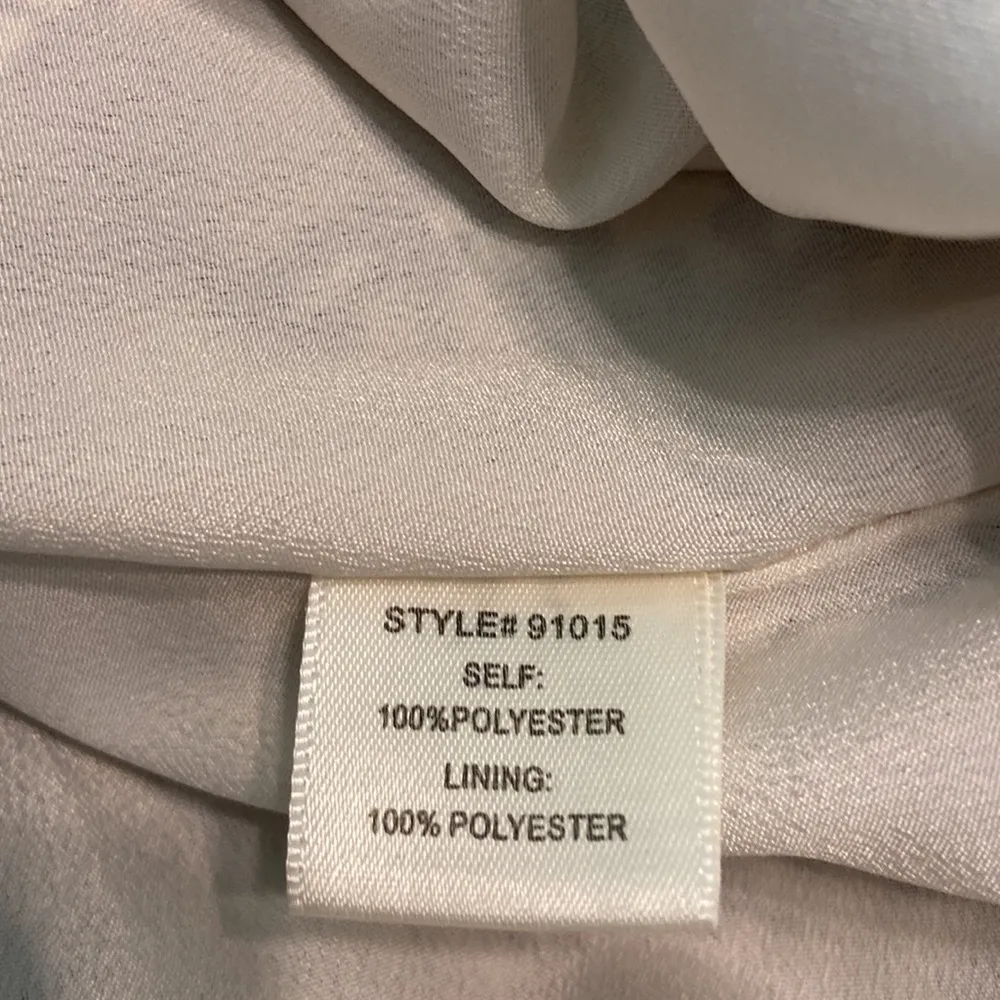 STYLE# 91015
SELF:
100%POLYESTER
LINING:
100% POLYESTER